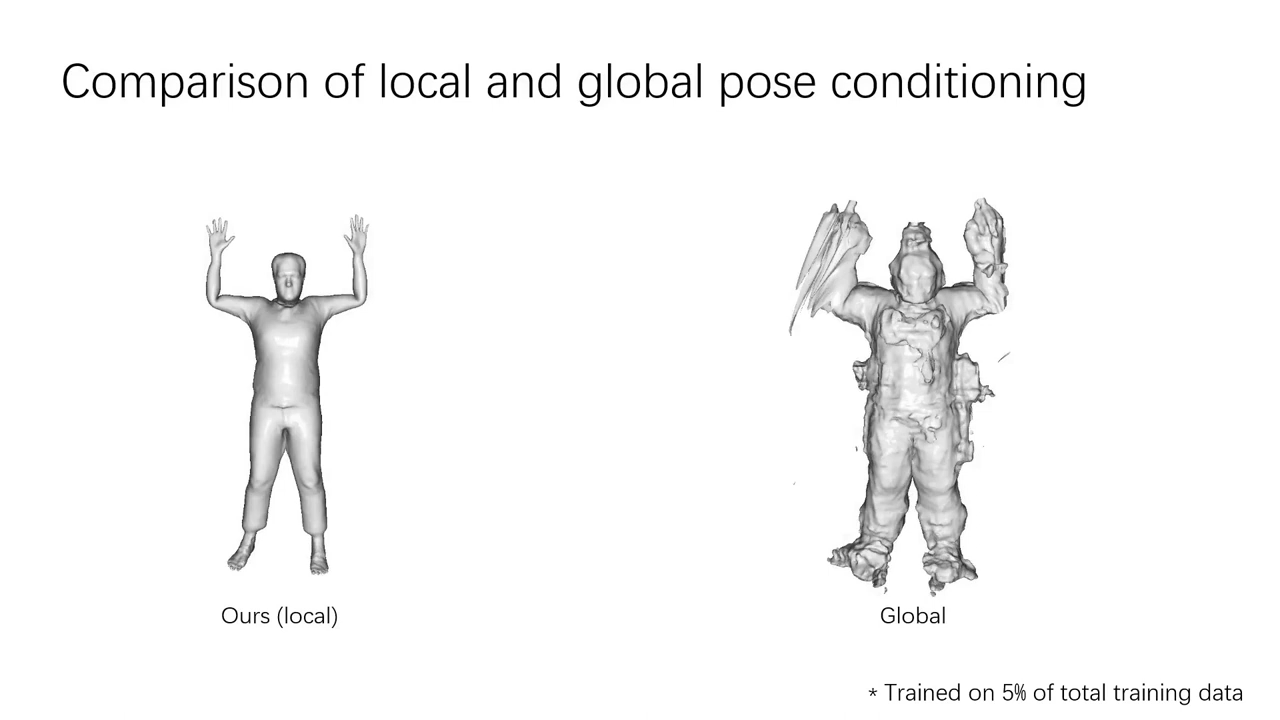 Comparison of local and global pose conditioning
Ours (local)
Global
* Trained on 5% of total training data